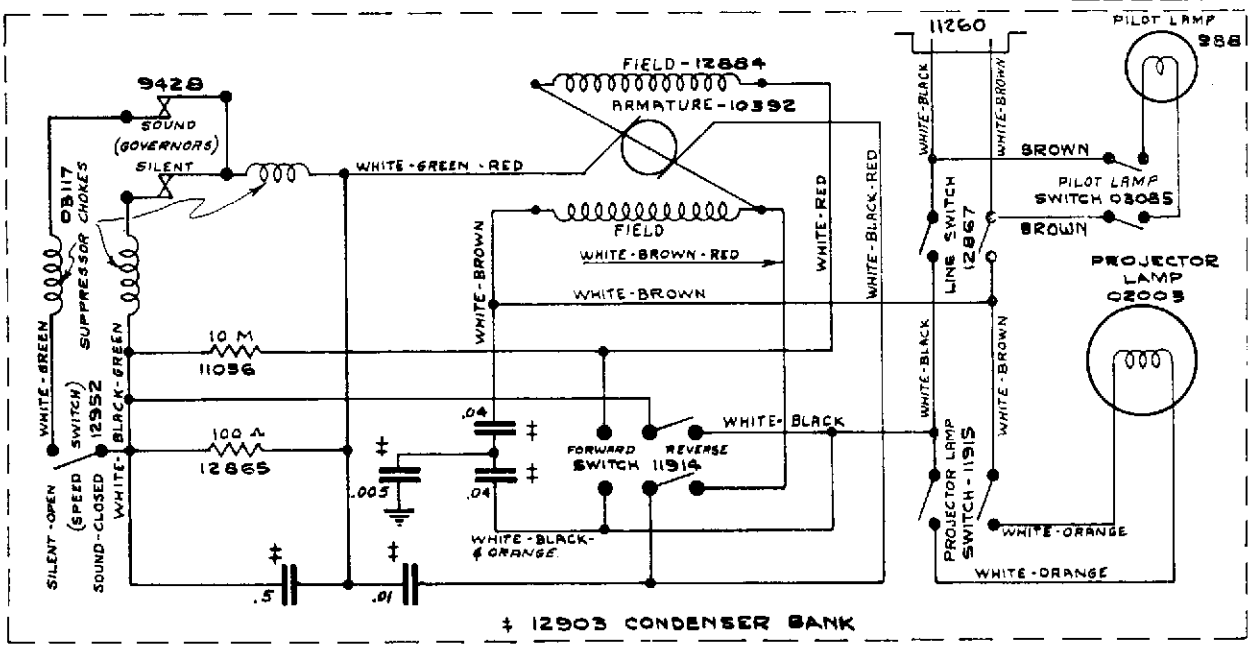 11260
PILOT LAMP
988
FIELD-12884
9428
ARMATURE-10392
SOUND
(GOVERNORS)
SILENT
WHITE-GREEN-RED
WHITE-BLACK
WHITE-BROWN
BROWN
PILOT LAMP
SWITCH 03085
BROWN
03117
SUPPRESSOR CHOKES
FIELD
WHITE-BROWN-RED
WHITE-BROWN
WHITE-BROWN
WHITE-RED
WHITE-BLACK-RED
LINE SWITCH
12867
PROJECTOR
LAMP
02003
WHITE-GREEN
WHITE-BLACK-GREEN
10 M
11036
WHITE-BLACK
WHITE-BROWN
100 Ω
12865
.04
‡
‡
.005
.04
‡
FORWARD REVERSE
SWITCH 11914
WHITE-BLACK
SILENT-OPEN
(SPEED SWITCH)
SOUND-CLOSED 12952
WHITE-BLACK-
& ORANGE
PROJECTOR LAMP
SWITCH-11915
WHITE-ORANGE
WHITE-ORANGE
‡
.5
‡
.01
‡ 12903 CONDENSER BANK